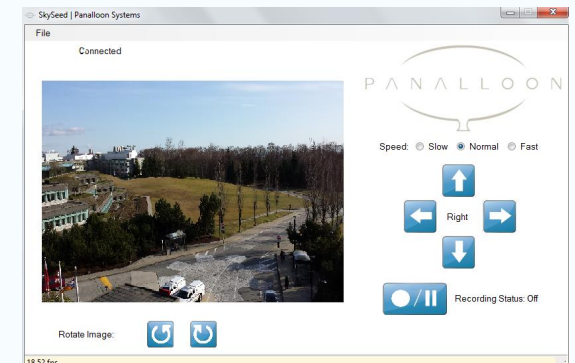 SkySeed | Panalloon Systems
File
Connected
PANALLOON
Speed: Slow Normal Fast
Right
Recording Status: Off
Rotate Image:
18.52 fps